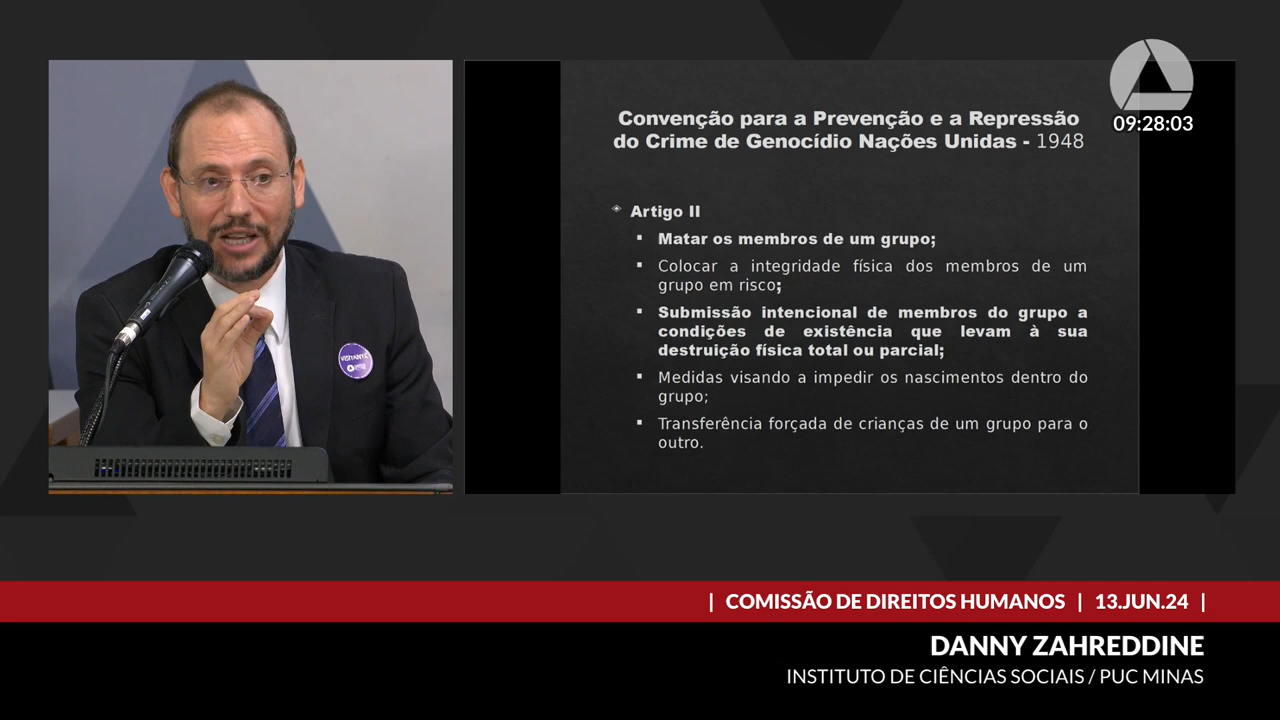 09:28:03
Convenção para a Prevenção e a Repressão
do Crime de Genocídio Nações Unidas - 1948
Artigo II
Matar os membros de um grupo;
Colocar a integridade física dos membros de um
grupo em risco;
Submissão intencional de membros do grupo a
condições de existência que levam à sua
destruição física total ou parcial;
Medidas visando a impedir os nascimentos dentro do
grupo;
Transferência forçada de crianças de um grupo para o
outro.
VISITANTE
| COMISSÃO DE DIREITOS HUMANOS | 13.JUN.24 |
DANNY ZAHREDDINE
INSTITUTO DE CIÊNCIAS SOCIAIS / PUC MINAS